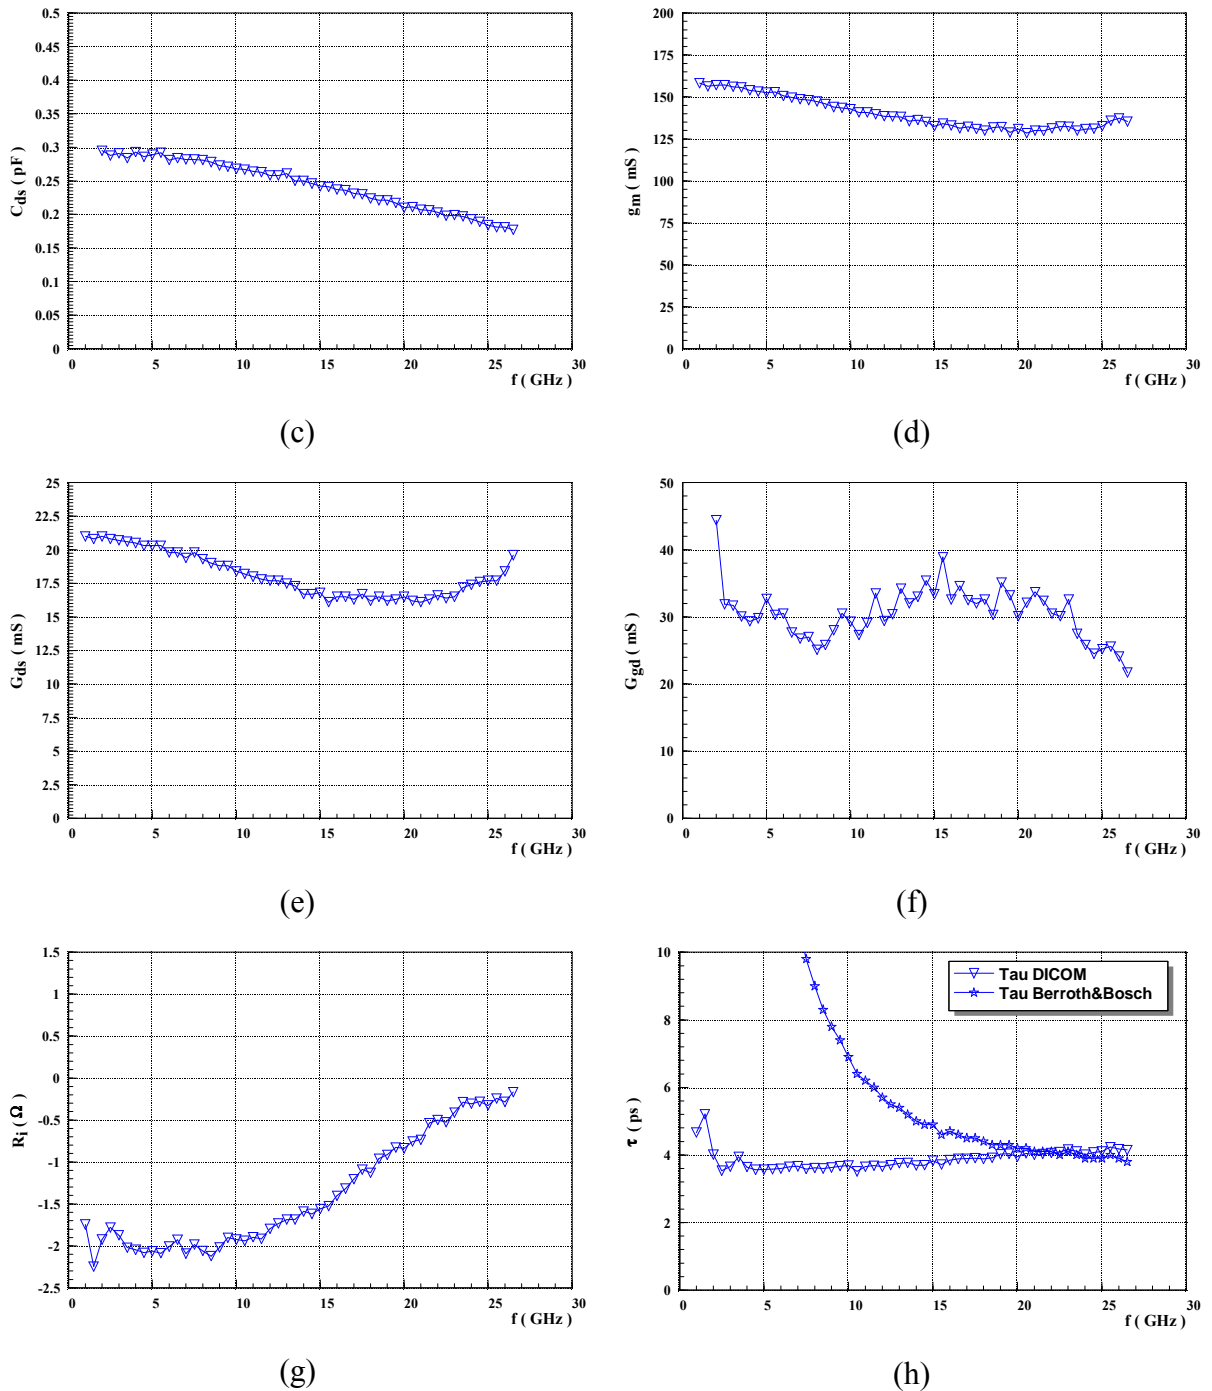 0.5
0.45
0.4
0.35
0.3
0.25
0.2
0.15
0.1
0.05
0
C_ds ( pF )
0 5 10 15 20 25 30
f ( GHz )
(c)
200
175
150
125
100
75
50
25
0
g_m ( mS )
0 5 10 15 20 25 30
f ( GHz )
(d)
25
22.5
20
17.5
15
12.5
10
7.5
5
2.5
0
G_ds ( mS )
0 5 10 15 20 25 30
f ( GHz )
(e)
50
40
30
20
10
0
G_gd ( mS )
0 5 10 15 20 25 30
f ( GHz )
(f)
1.5
1
0.5
0
-0.5
-1
-1.5
-2
-2.5
R_i ( Ω )
0 5 10 15 20 25 30
f ( GHz )
(g)
10
8
6
4
2
0
τ ( ps )
Tau DICOM
Tau Berroth&Bosch
0 5 10 15 20 25 30
f ( GHz )
(h)